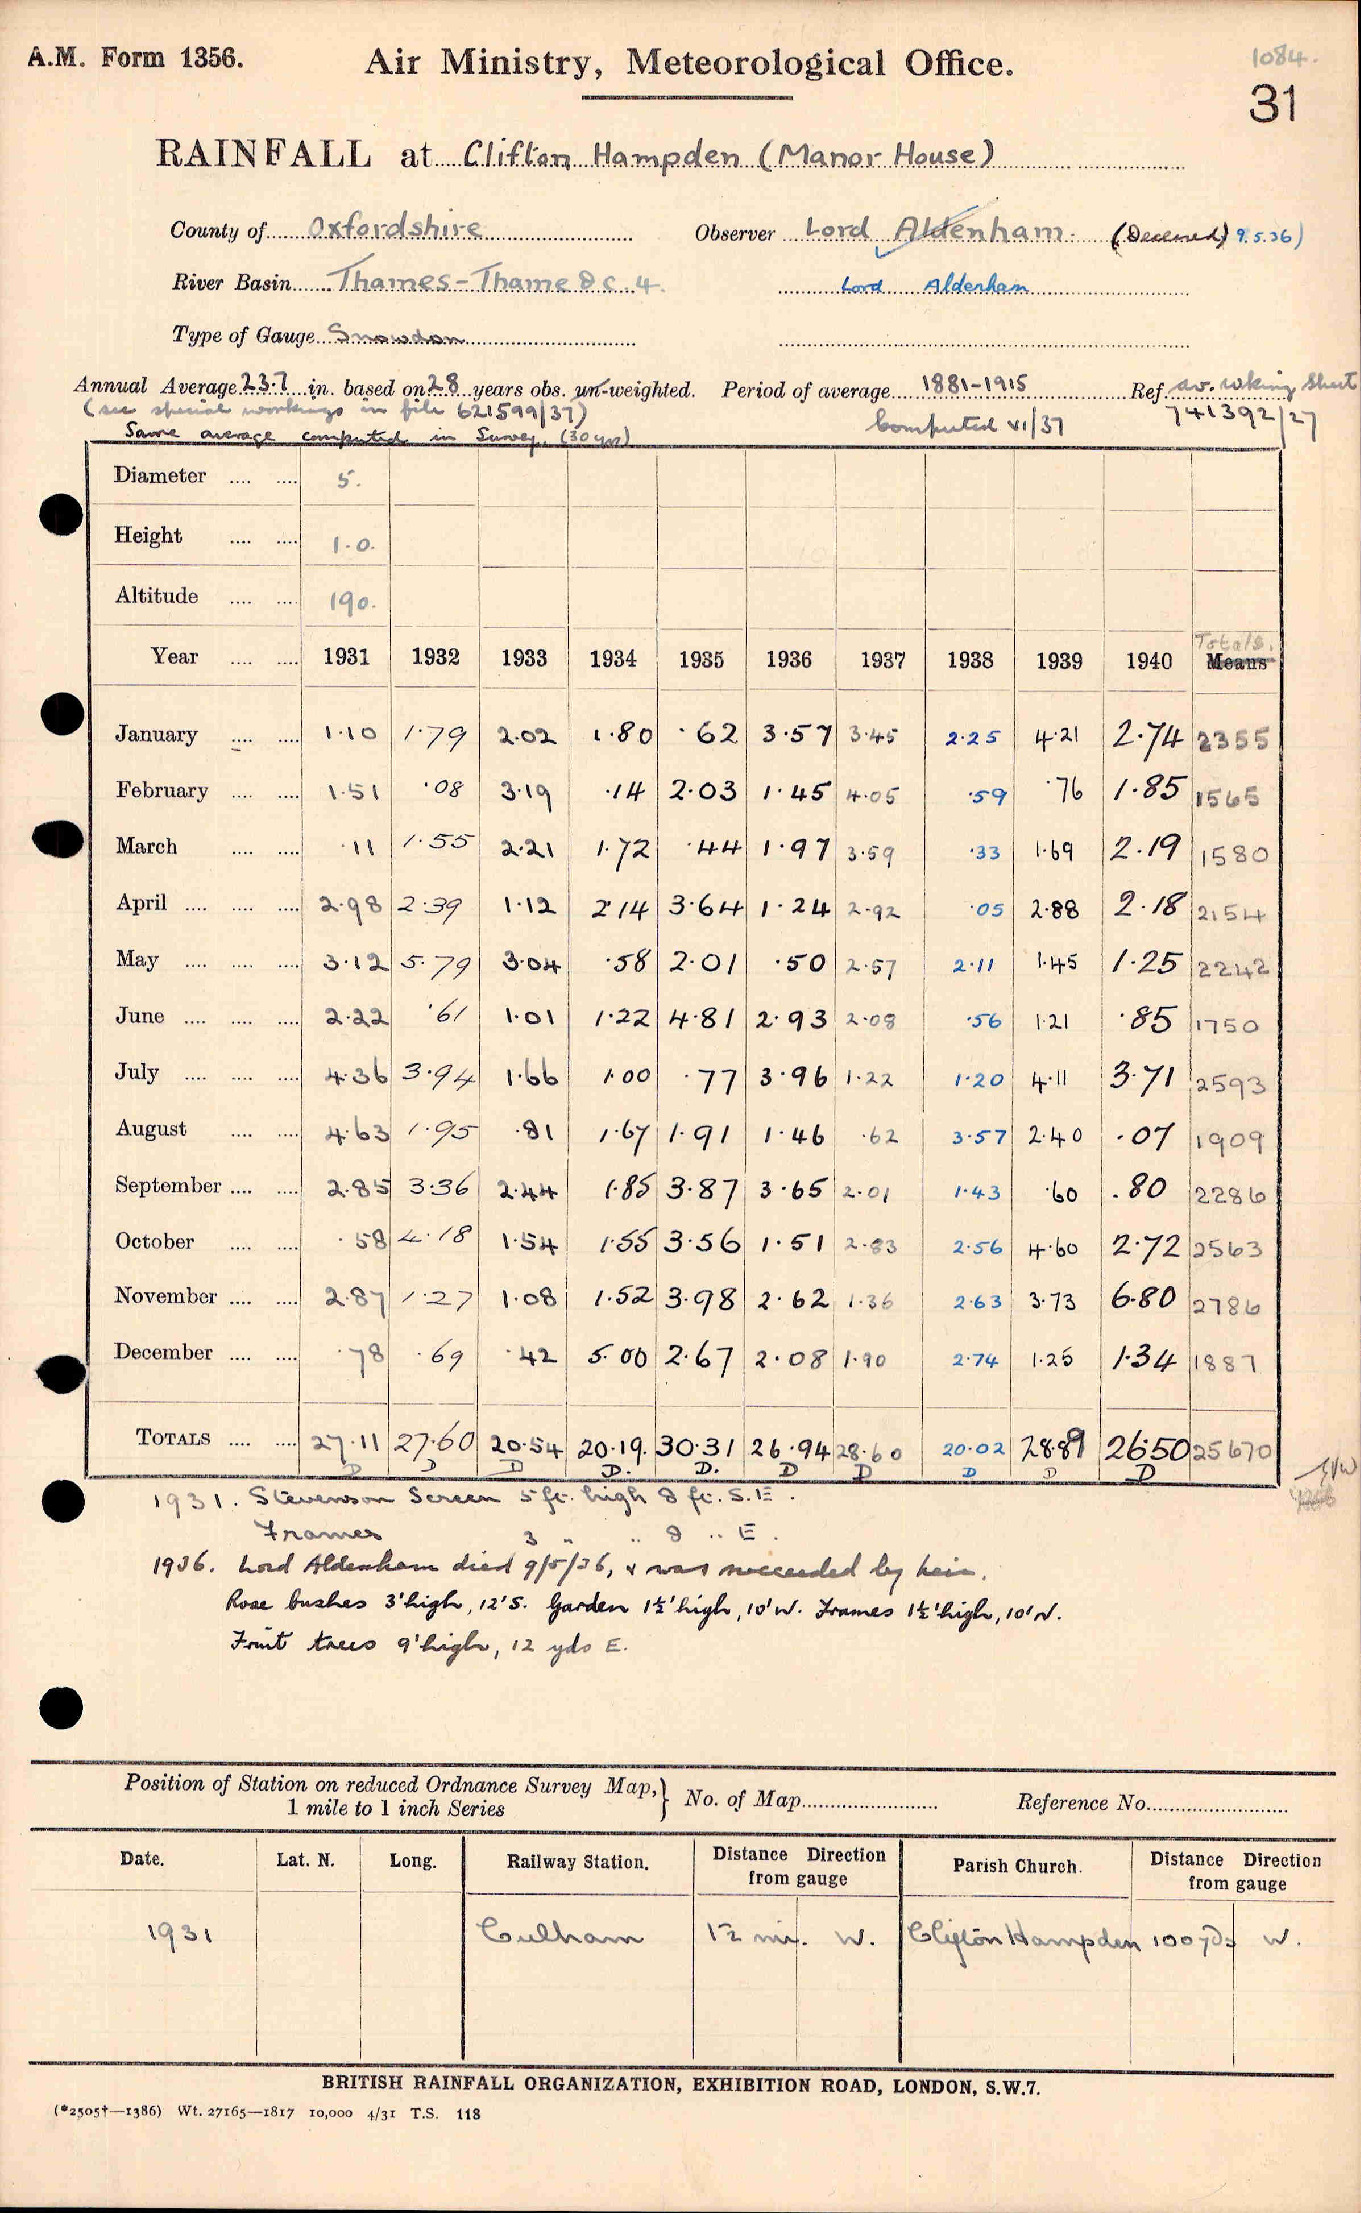 A.M. Form 1356.
Air Ministry, Meteorological Office.
1084.
31
RAINFALL at Clifton Hampden (Manor House)
County of Oxfordshire Observer Lord Aldenham. (Deceased) 9.5.36)
River Basin Thames-Thame & C. 4. Lord Aldenham
Type of Gauge Snowdon
Annual Average 23.7 in. based on 28 years obs. un-weighted. Period of average 1881-1915 Ref. av. wking Sheet
(see special workings in file 621599/37) Computed VI/37 741392/27
Same average computed in Survey. (30 yrs)
Diameter .... .... 5.
Height .... .... 1.0.
Altitude .... .... 190.
Totals.
Year .... .... 1931 1932 1933 1934 1935 1936 1937 1938 1939 1940 Means
January .... .... 1.10 1.79 2.02 1.80 .62 3.57 3.45 2.25 4.21 2.74 2355
February .... .... 1.51 .08 3.19 .14 2.03 1.45 4.05 .59 .76 1.85 1565
March .... .... .11 1.55 2.21 1.72 .44 1.97 3.59 .33 1.69 2.19 1580
April .... .... .... 2.98 2.39 1.12 2.14 3.64 1.24 2.92 .05 2.88 2.18 2154
May .... .... .... 3.12 5.79 3.04 .58 2.01 .50 2.57 2.11 1.45 1.25 2242
June .... .... .... 2.22 .61 1.01 1.22 4.81 2.93 2.08 .56 1.21 .85 1750
July .... .... .... 4.36 3.94 1.66 1.00 .77 3.96 1.22 1.20 4.11 3.71 2593
August .... .... 4.63 1.95 .81 1.67 1.91 1.46 .62 3.57 2.40 .07 1909
September .... .... 2.85 3.36 2.44 1.85 3.87 3.65 2.01 1.43 .60 .80 2286
October .... .... .58 4.18 1.54 1.55 3.56 1.51 2.83 2.56 4.60 2.72 2563
November .... .... 2.87 1.27 1.08 1.52 3.98 2.62 1.36 2.63 3.73 6.80 2786
December .... .... .78 .69 .42 5.00 2.67 2.08 1.90 2.74 1.25 1.34 1887
TOTALS .... .... 27.11 27.60 20.54 20.19. 30.31 26.94 28.60 20.02 28.89 26.50 25670
D D D D. D. D D D D D
1931. Stevenson Screen 5 ft. high 8 ft. S.E.
Frames 3 " " 8 " E.
1936. Lord Aldenham died 9/5/36, & was succeeded by heir.
Rose bushes 3' high, 12' S. Garden 1½' high, 10' W. Frames 1½' high, 10' N.
Fruit trees 9' high, 12 yds E.
Position of Station on reduced Ordnance Survey Map, } No. of Map Reference No.
1 mile to 1 inch Series
Date. Lat. N. Long. Railway Station. Distance Direction from gauge Parish Church. Distance Direction from gauge
1931 Culham 1½ mi. W. Clifton Hampden 100 yds W.
BRITISH RAINFALL ORGANIZATION, EXHIBITION ROAD, LONDON, S.W.7.
(*2505†—1386) Wt. 27165—1817 10,000 4/31 T.S. 118